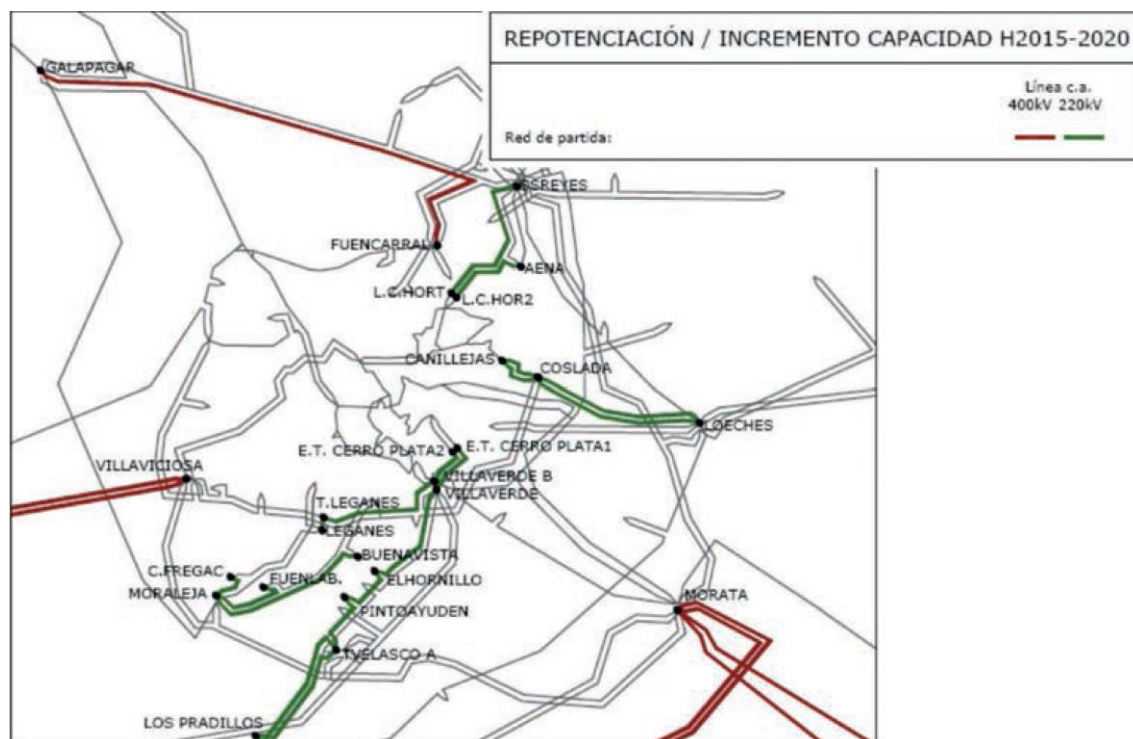 REPOTENCIACIÓN / INCREMENTO CAPACIDAD H2015-2020
Línea c.a.
400kV 220kV
Red de partida:
GALAPAGAR
SSREYES
FUENCARRAL
AENA
L.C.HORT
L.C.HOR2
CANILLEJAS
COSLADA
LOECHES
E.T. CERRO PLATA2
E.T. CERRO PLATA1
VILLAVICIOSA
VILLAVERDE B
VILLAVERDE
T.LEGANES
LEGANES
BUENAVISTA
C.FREGAC
FUENLAB.
ELHORNILLO
MORALEJA
PINTOAYUDEN
MORATA
T.VELASCO A
LOS PRADILLOS